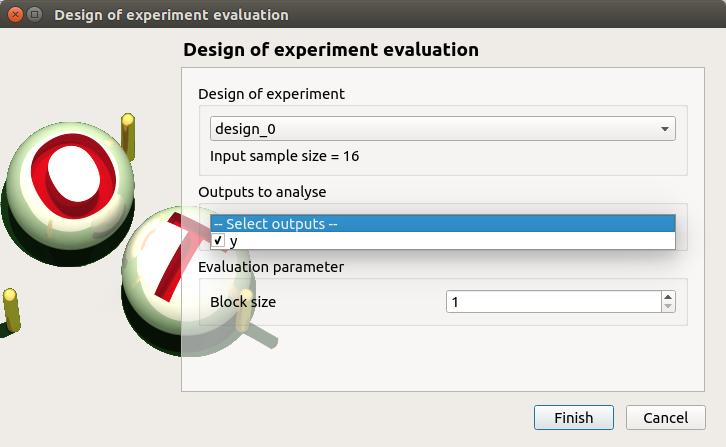 Design of experiment evaluation
Design of experiment evaluation
Design of experiment
design_0
Input sample size = 16
Outputs to analyse
-- Select outputs --
y
Evaluation parameter
Block size 1
Finish Cancel